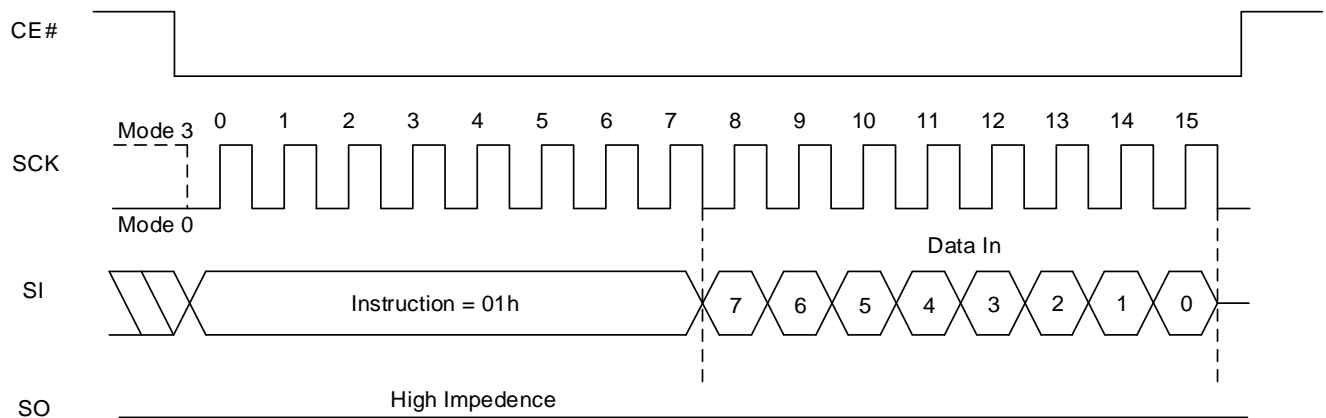 CE#
Mode 3
0 1 2 3 4 5 6 7 8 9 10 11 12 13 14 15
SCK
Mode 0
Data In
SI
Instruction = 01h
7 6 5 4 3 2 1 0
High Impedence
SO